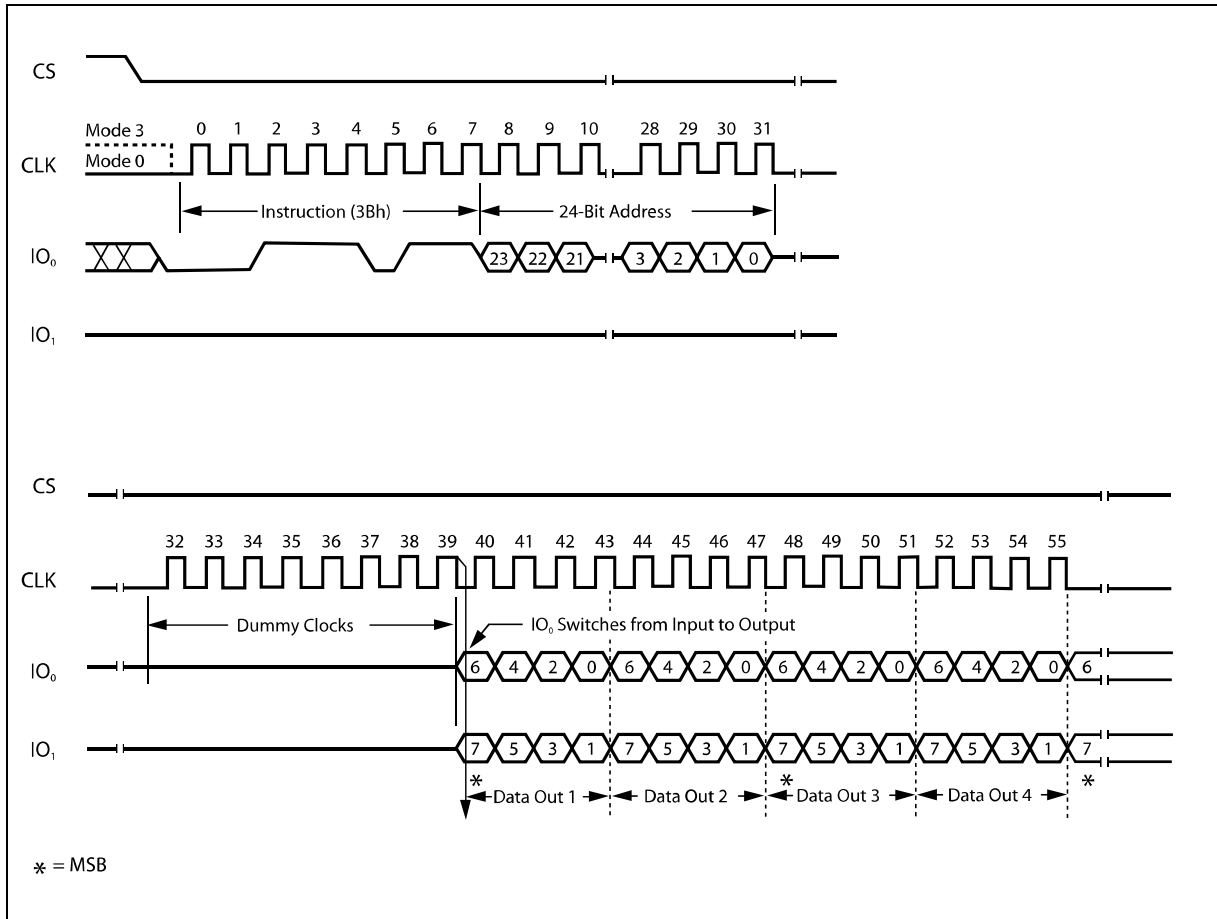 CS
Mode 3
0 1 2 3 4 5 6 7 8 9 10 28 29 30 31
Mode 0
CLK
Instruction (3Bh) 24-Bit Address
IO₀ 23 22 21 3 2 1 0
IO₁
CS
32 33 34 35 36 37 38 39 40 41 42 43 44 45 46 47 48 49 50 51 52 53 54 55
CLK
Dummy Clocks IO₀ Switches from Input to Output
IO₀ 6 4 2 0 6 4 2 0 6 4 2 0 6 4 2 0 6
IO₁ 7 5 3 1 7 5 3 1 7 5 3 1 7 5 3 1 7
* * *
Data Out 1 Data Out 2 Data Out 3 Data Out 4
* = MSB